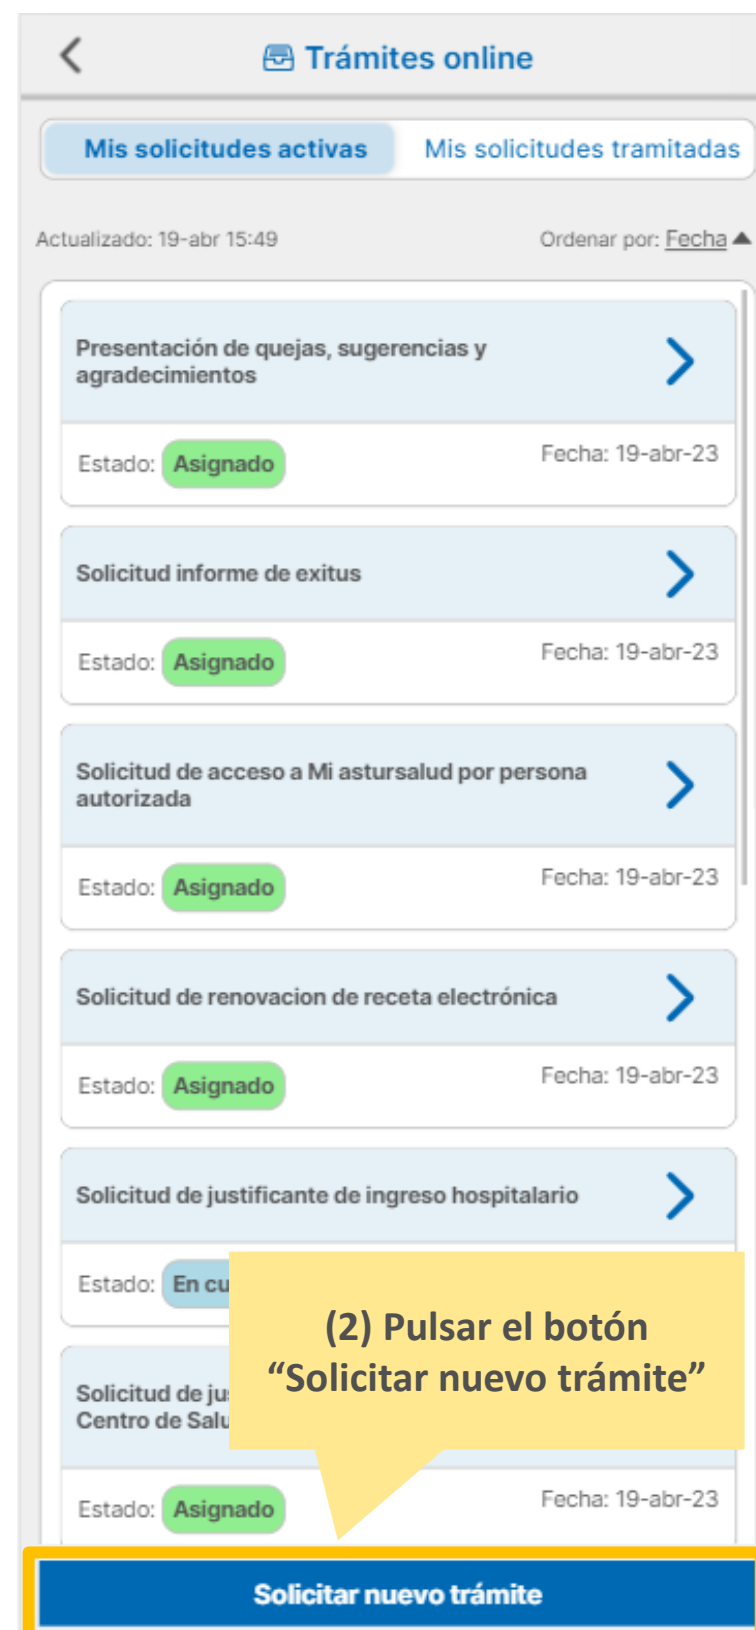 Trámites online
Mis solicitudes activas Mis solicitudes tramitadas
Actualizado: 19-abr 15:49 Ordenar por: Fecha
Presentación de quejas, sugerencias y
agradecimientos
Estado: Asignado Fecha: 19-abr-23
Solicitud informe de exitus
Estado: Asignado Fecha: 19-abr-23
Solicitud de acceso a Mi astursalud por persona
autorizada
Estado: Asignado Fecha: 19-abr-23
Solicitud de renovacion de receta electrónica
Estado: Asignado Fecha: 19-abr-23
Solicitud de justificante de ingreso hospitalario
Estado: En
(2) Pulsar el botón
“Solicitar nuevo trámite”
Solicitud de
Centro de
Estado: Asignado Fecha: 19-abr-23
Solicitar nuevo trámite